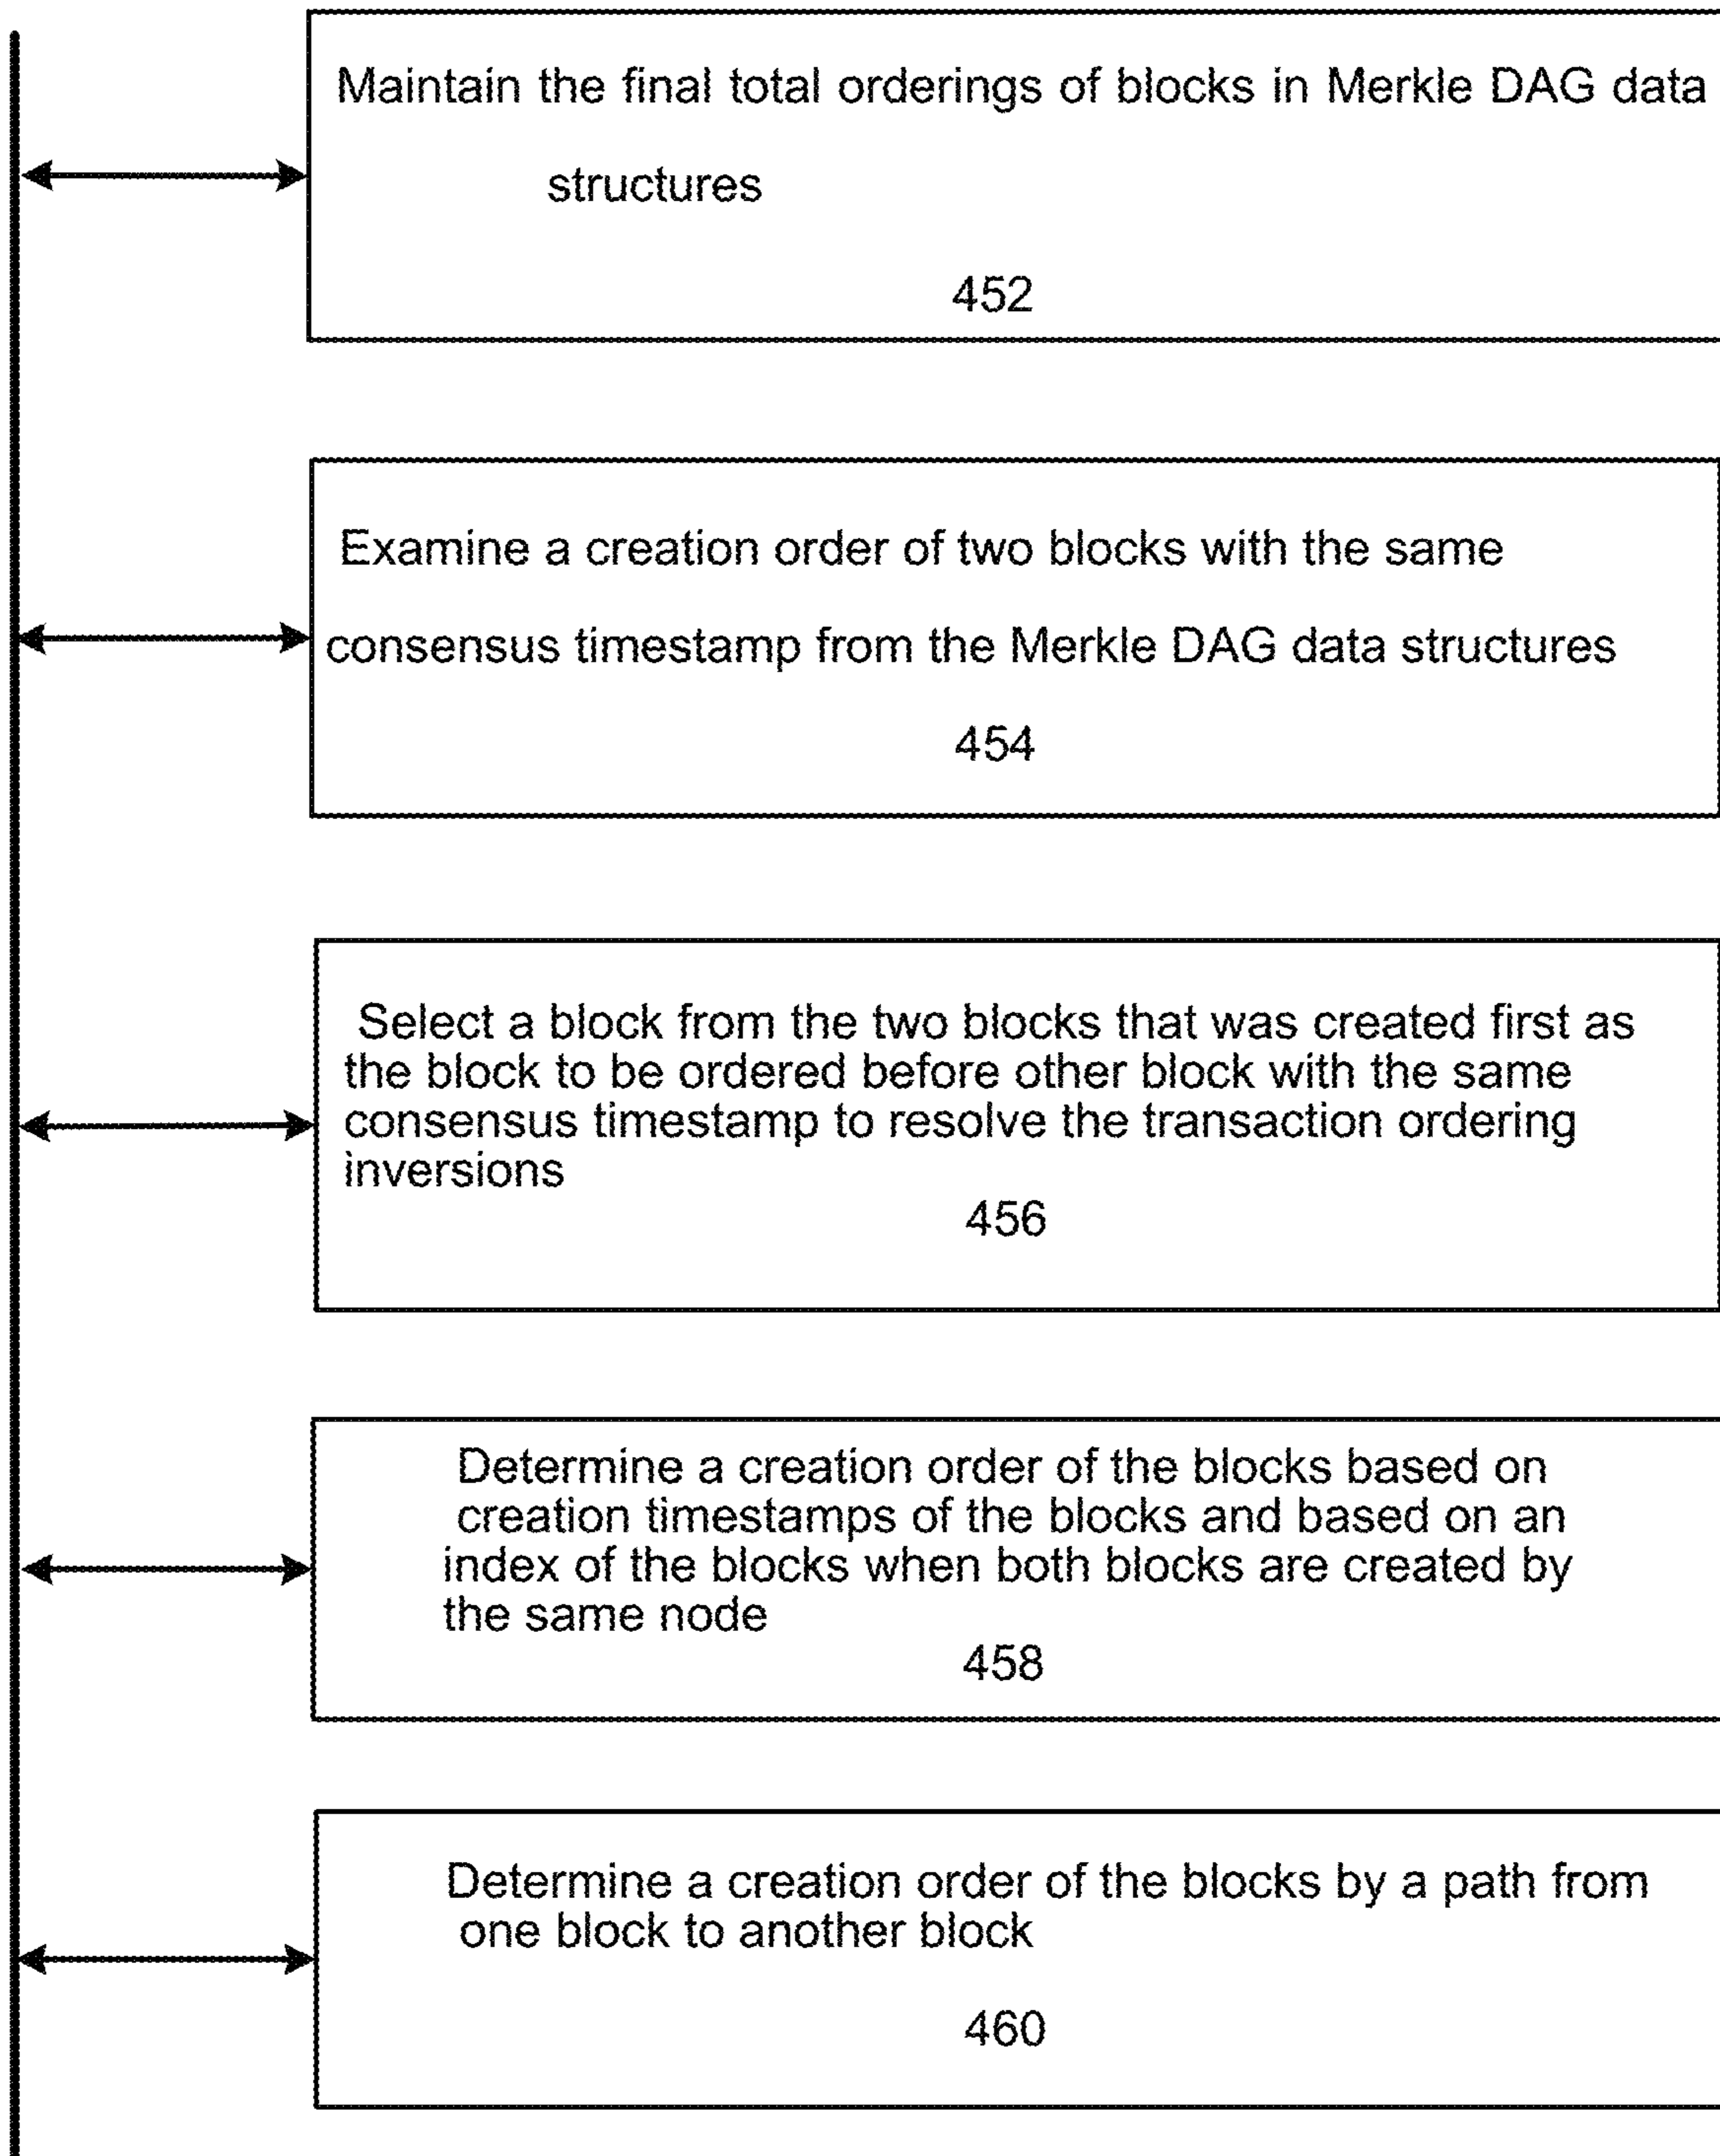 Maintain the final total orderings of blocks in Merkle DAG data
structures
452
Examine a creation order of two blocks with the same
consensus timestamp from the Merkle DAG data structures
454
Select a block from the two blocks that was created first as
the block to be ordered before other block with the same
consensus timestamp to resolve the transaction ordering
inversions
456
Determine a creation order of the blocks based on
creation timestamps of the blocks and based on an
index of the blocks when both blocks are created by
the same node
458
Determine a creation order of the blocks by a path from
one block to another block
460